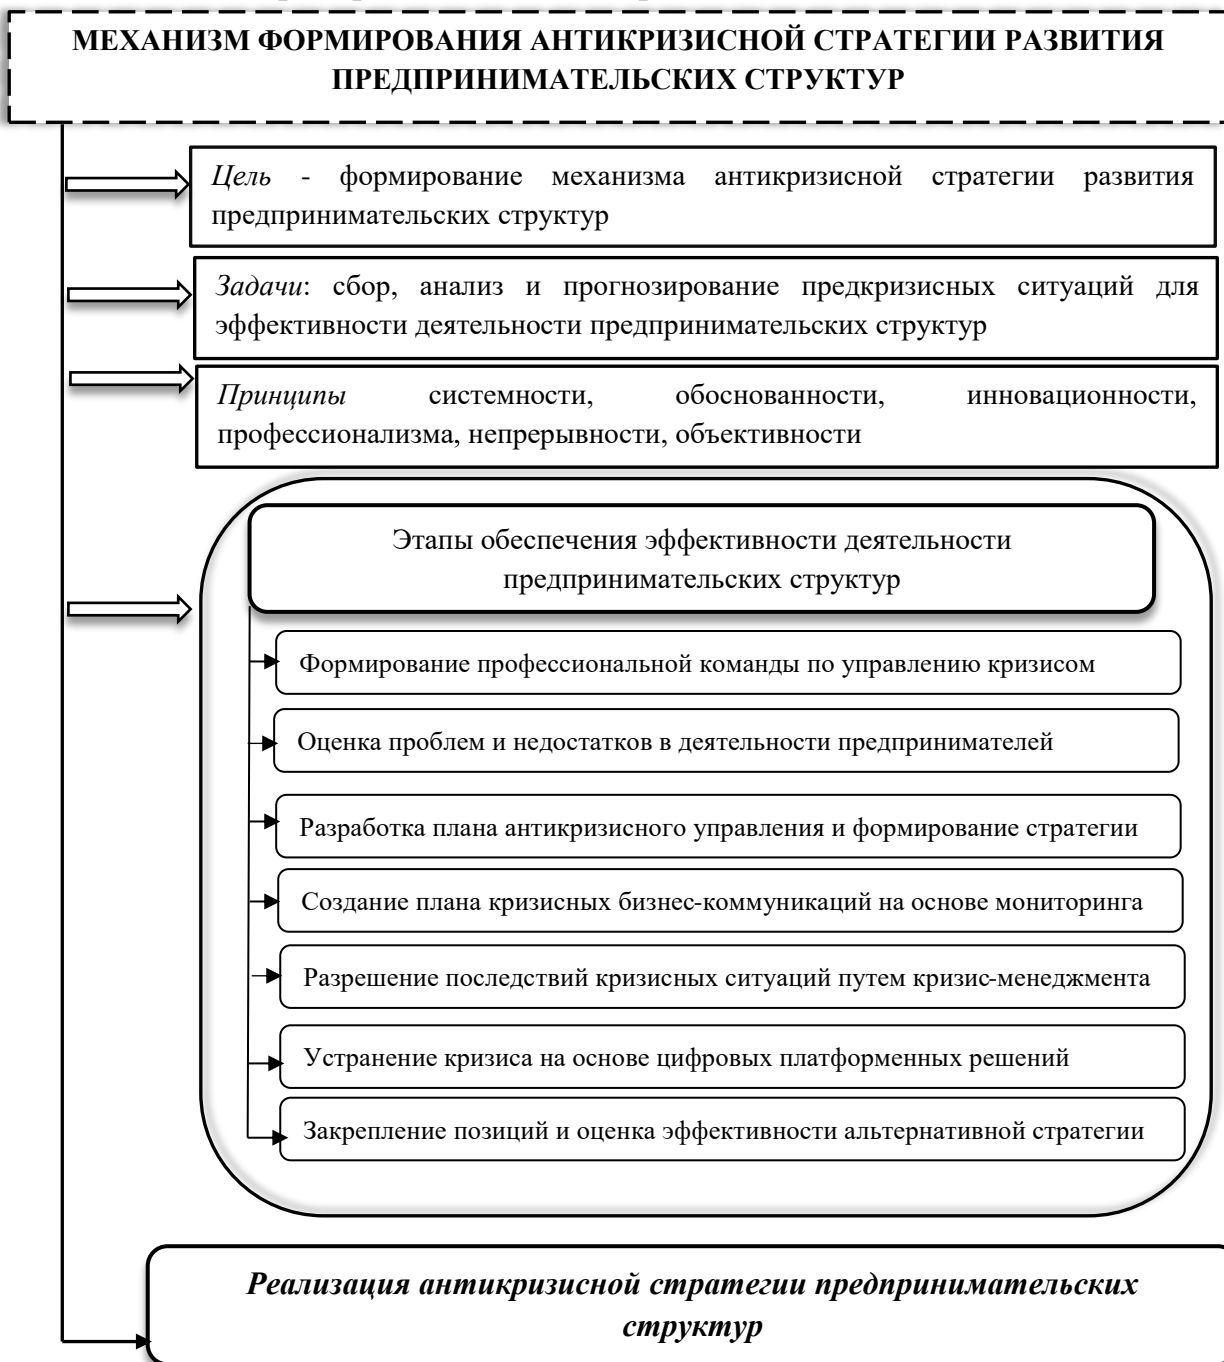 МЕХАНИЗМ ФОРМИРОВАНИЯ АНТИКРИЗИСНОЙ СТРАТЕГИИ РАЗВИТИЯ
ПРЕДПРИНИМАТЕЛЬСКИХ СТРУКТУР
Цель - формирование механизма антикризисной стратегии развития
предпринимательских структур
Задачи: сбор, анализ и прогнозирование предкризисных ситуаций для
эффективности деятельности предпринимательских структур
Принципы системности, обоснованности, инновационности,
профессионализма, непрерывности, объективности
Этапы обеспечения эффективности деятельности
предпринимательских структур
Формирование профессиональной команды по управлению кризисом
Оценка проблем и недостатков в деятельности предпринимателей
Разработка плана антикризисного управления и формирование стратегии
Создание плана кризисных бизнес-коммуникаций на основе мониторинга
Разрешение последствий кризисных ситуаций путем кризис-менеджмента
Устранение кризиса на основе цифровых платформенных решений
Закрепление позиций и оценка эффективности альтернативной стратегии
Реализация антикризисной стратегии предпринимательских
структур